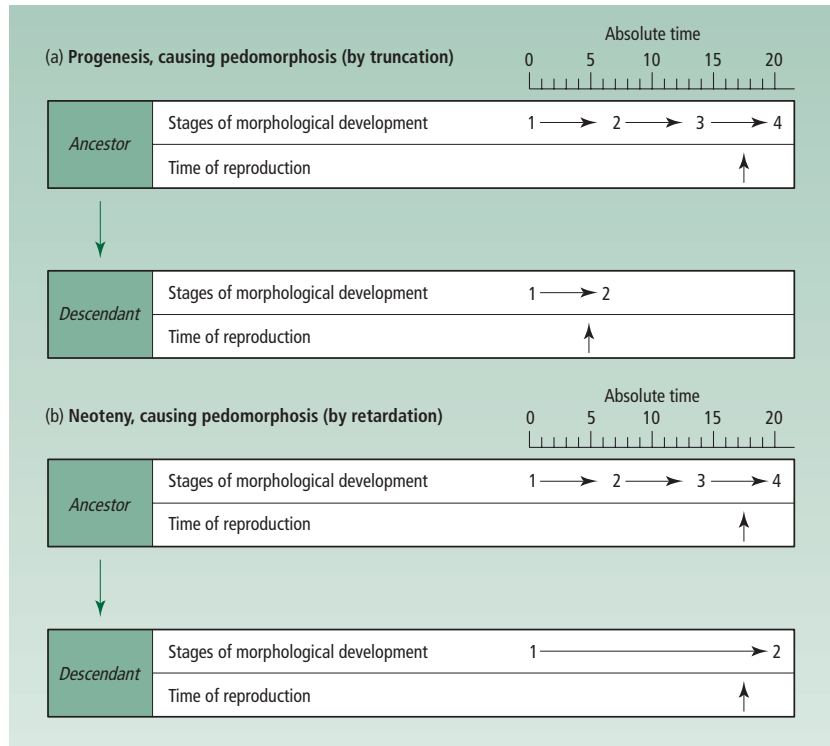 Absolute time
(a) Progenesis, causing pedomorphosis (by truncation)
0 5 10 15 20
Ancestor
Stages of morphological development
1 2 3 4
Time of reproduction
Descendant
Stages of morphological development
1 2
Time of reproduction
Absolute time
(b) Neoteny, causing pedomorphosis (by retardation)
0 5 10 15 20
Ancestor
Stages of morphological development
1 2 3 4
Time of reproduction
Descendant
Stages of morphological development
1 2
Time of reproduction